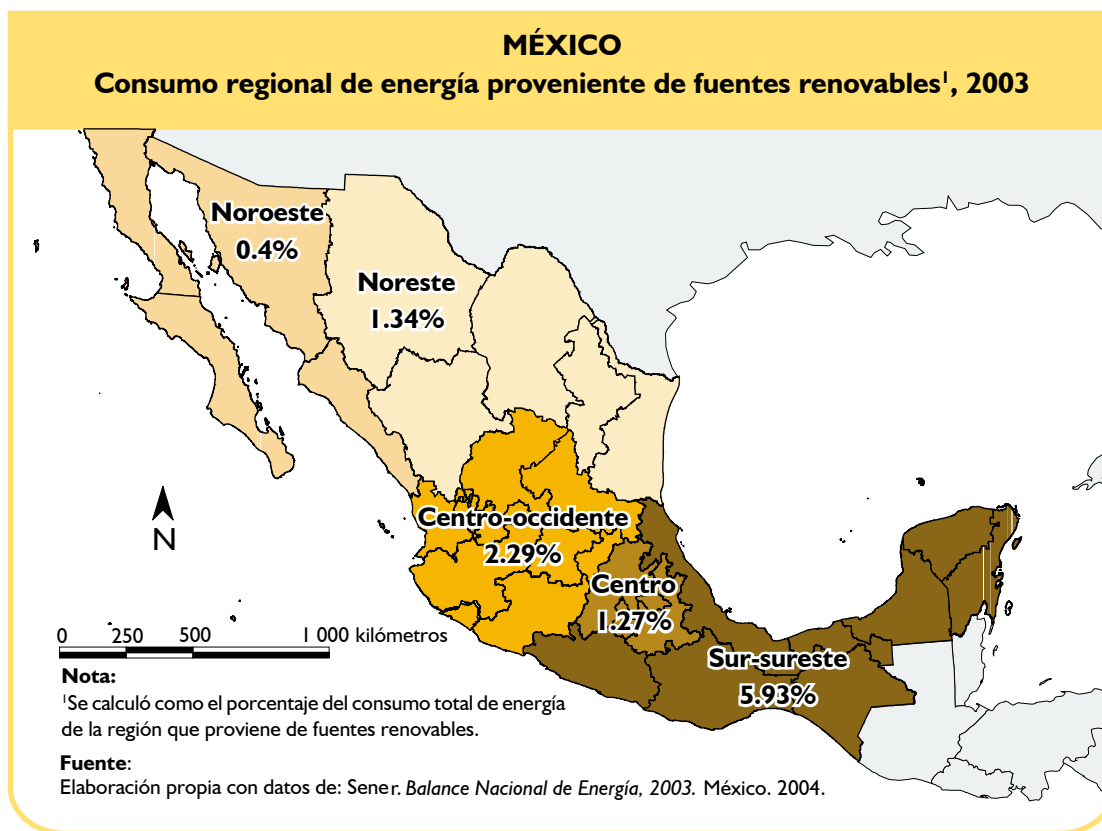 MÉXICO
Consumo regional de energía proveniente de fuentes renovables¹, 2003
Noroeste
0.4%
Noreste
1.34%
Centro-occidente
2.29%
Centro
1.27%
Sur-sureste
5.93%
N
0 250 500 1 000 kilómetros
Nota:
¹Se calculó como el porcentaje del consumo total de energía
de la región que proviene de fuentes renovables.
Fuente:
Elaboración propia con datos de: Sener. Balance Nacional de Energía, 2003. México. 2004.